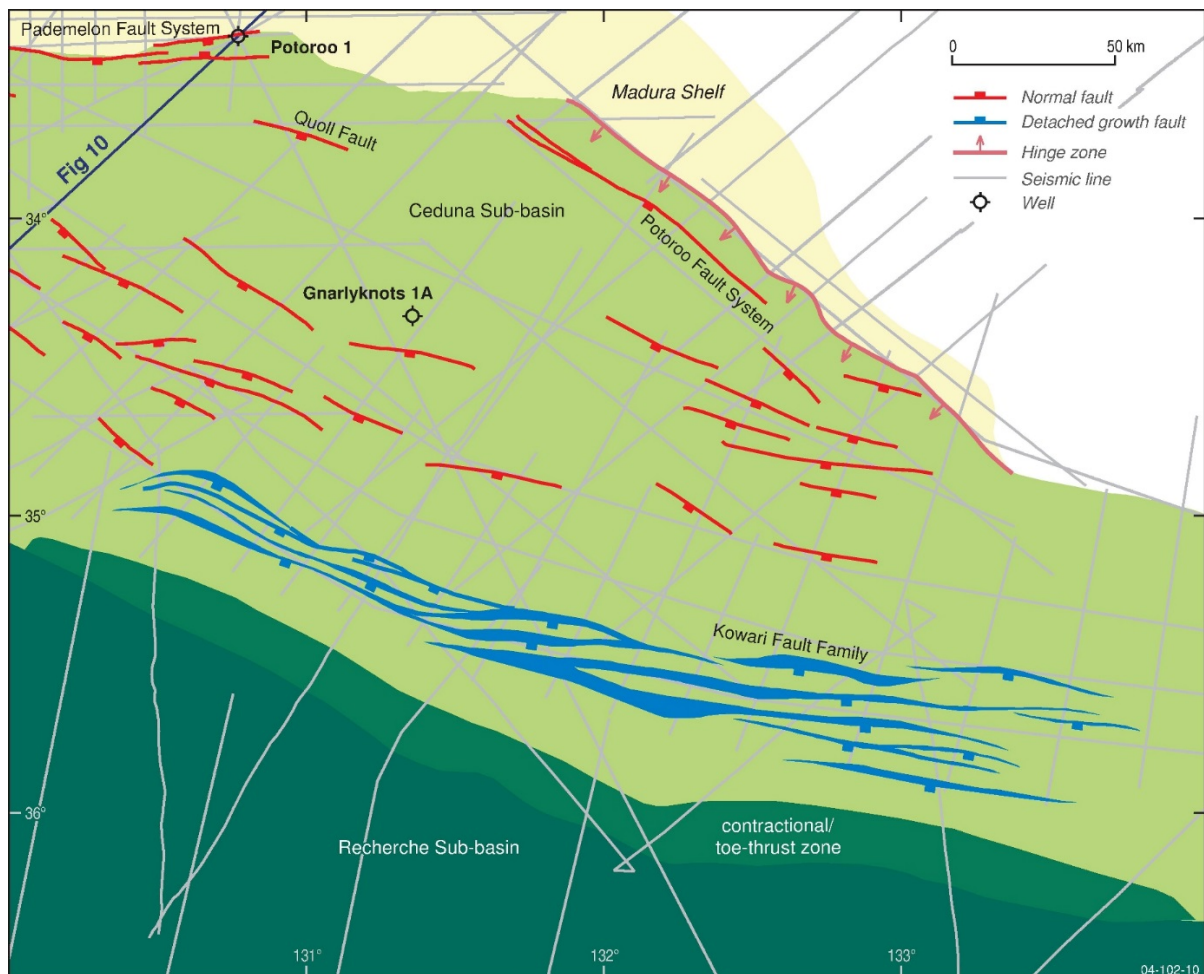 Pademelon Fault System
Potoroo 1
Fig 10
Quoll Fault
Madura Shelf
0
50 km
Normal fault
Detached growth fault
Hinge zone
Seismic line
Well
34°
Ceduna Sub-basin
Potoroo Fault System
Gnarlyknots 1A
35°
Kowari Fault Family
36°
Recherche Sub-basin
contractional/
toe-thrust zone
131°
132°
133°
04-102-10